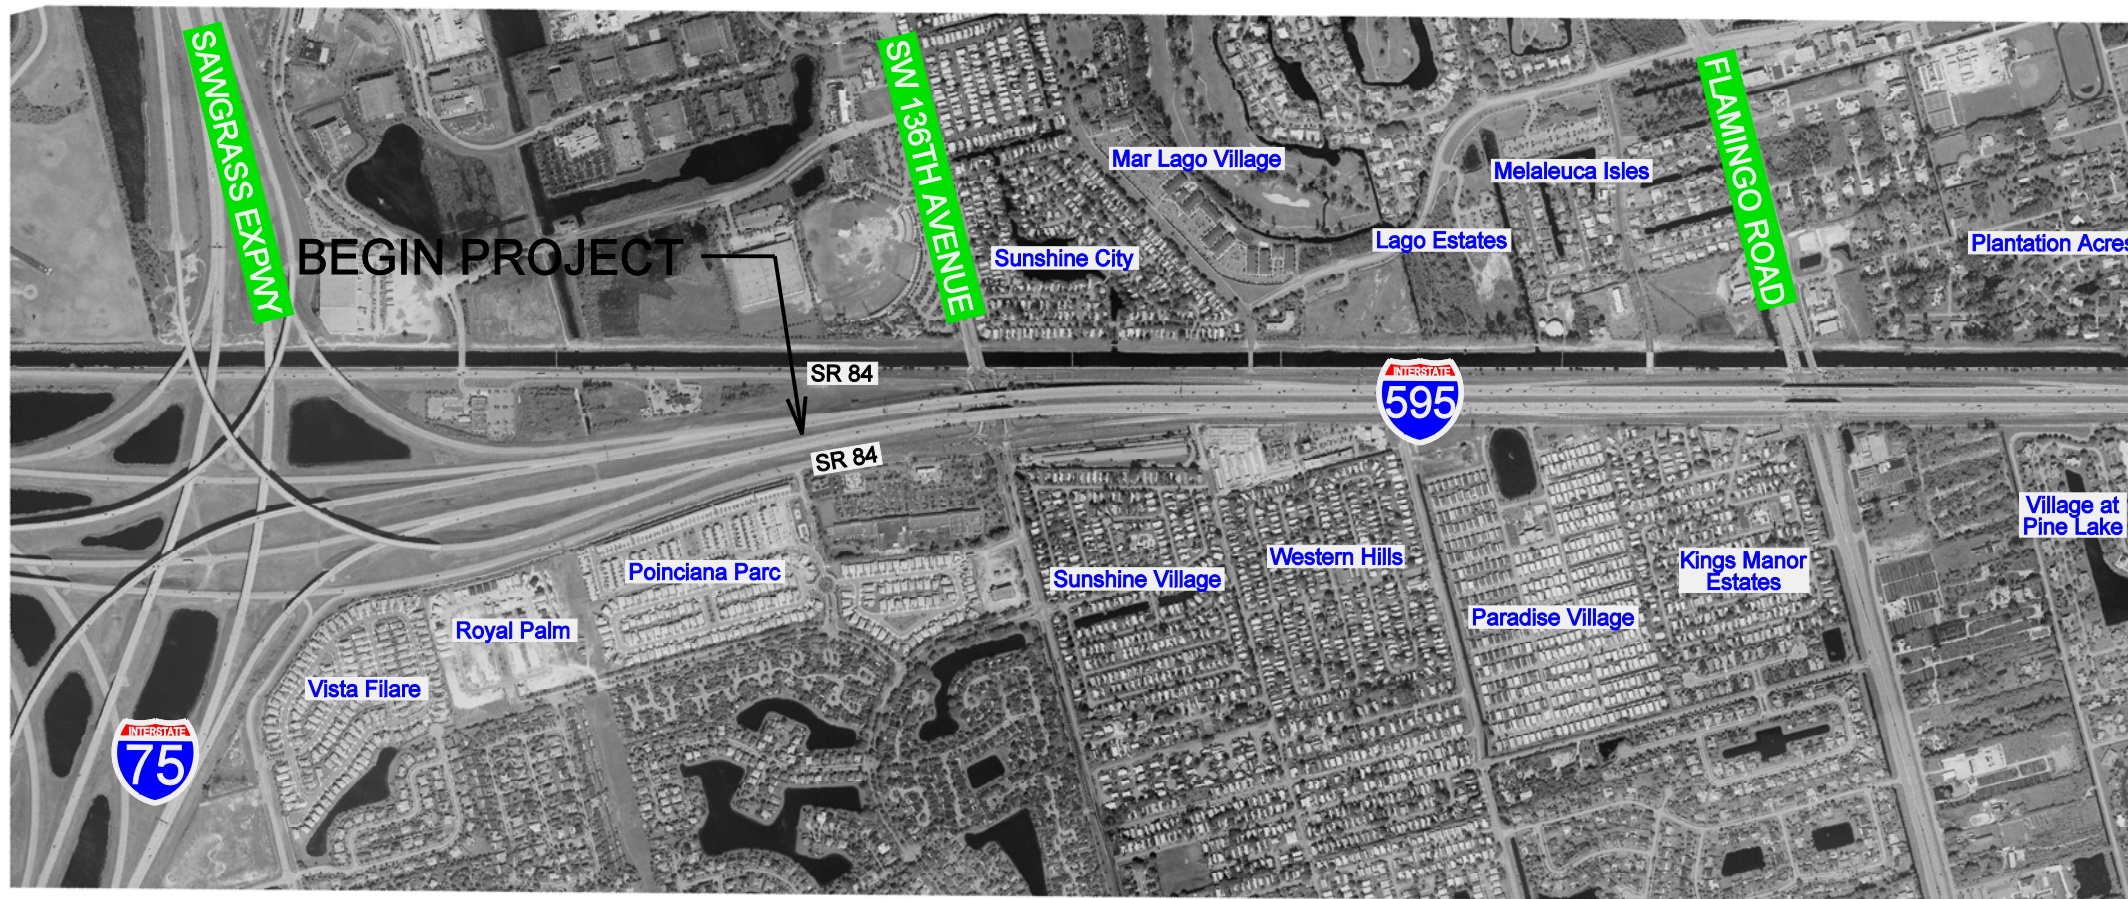 SAWGRASS EXPWY
SW 136TH AVENUE
FLAMINGO ROAD
Mar Lago Village
Melaleuca Isles
BEGIN PROJECT
Sunshine City
Lago Estates
Plantation Acres
SR 84
INTERSTATE
595
SR 84
Village at
Pine Lake
Poinciana Parc
Sunshine Village
Western Hills
Kings Manor
Estates
Royal Palm
Paradise Village
Vista Filare
INTERSTATE
75